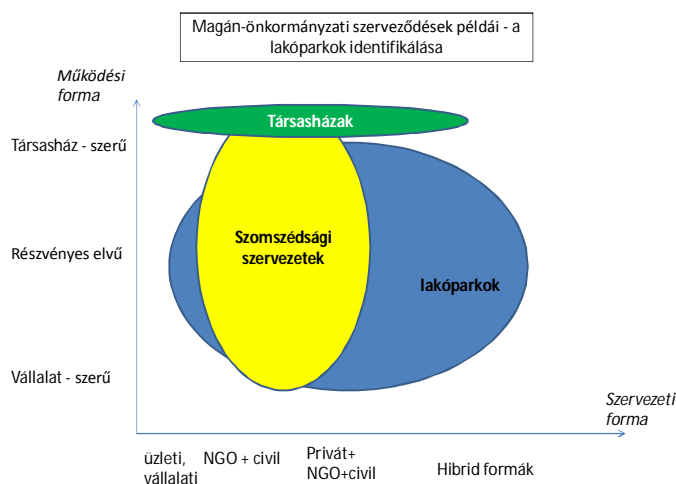 Magán-önkormányzati szerveződések példái - a
lakóparkok identifikálása
Működési
forma
Társasházak
Társasház - szerű
Szomszédsági
szervezetek
Részvényes elvű
lakóparkok
Vállalat - szerű
Szervezeti
forma
üzleti,
vállalati
NGO + civil
Privát+
NGO+civil
Hibrid formák